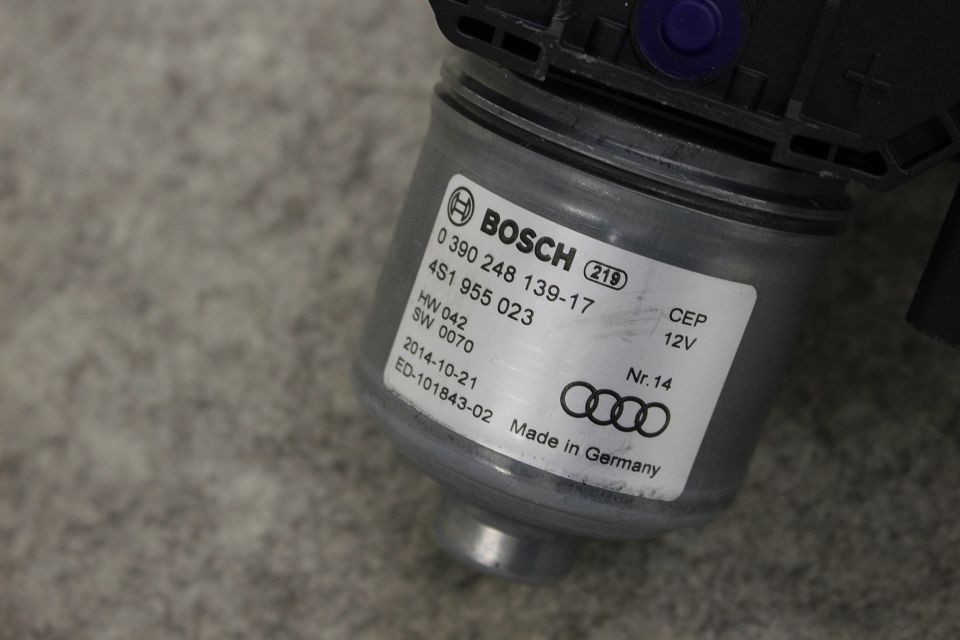 BOSCH 219
0 390 248 139-17
4S1 955 023
CEP
12V
HW 042
SW 0070
Nr. 14
2014-10-21
ED-101843-02
Made in Germany